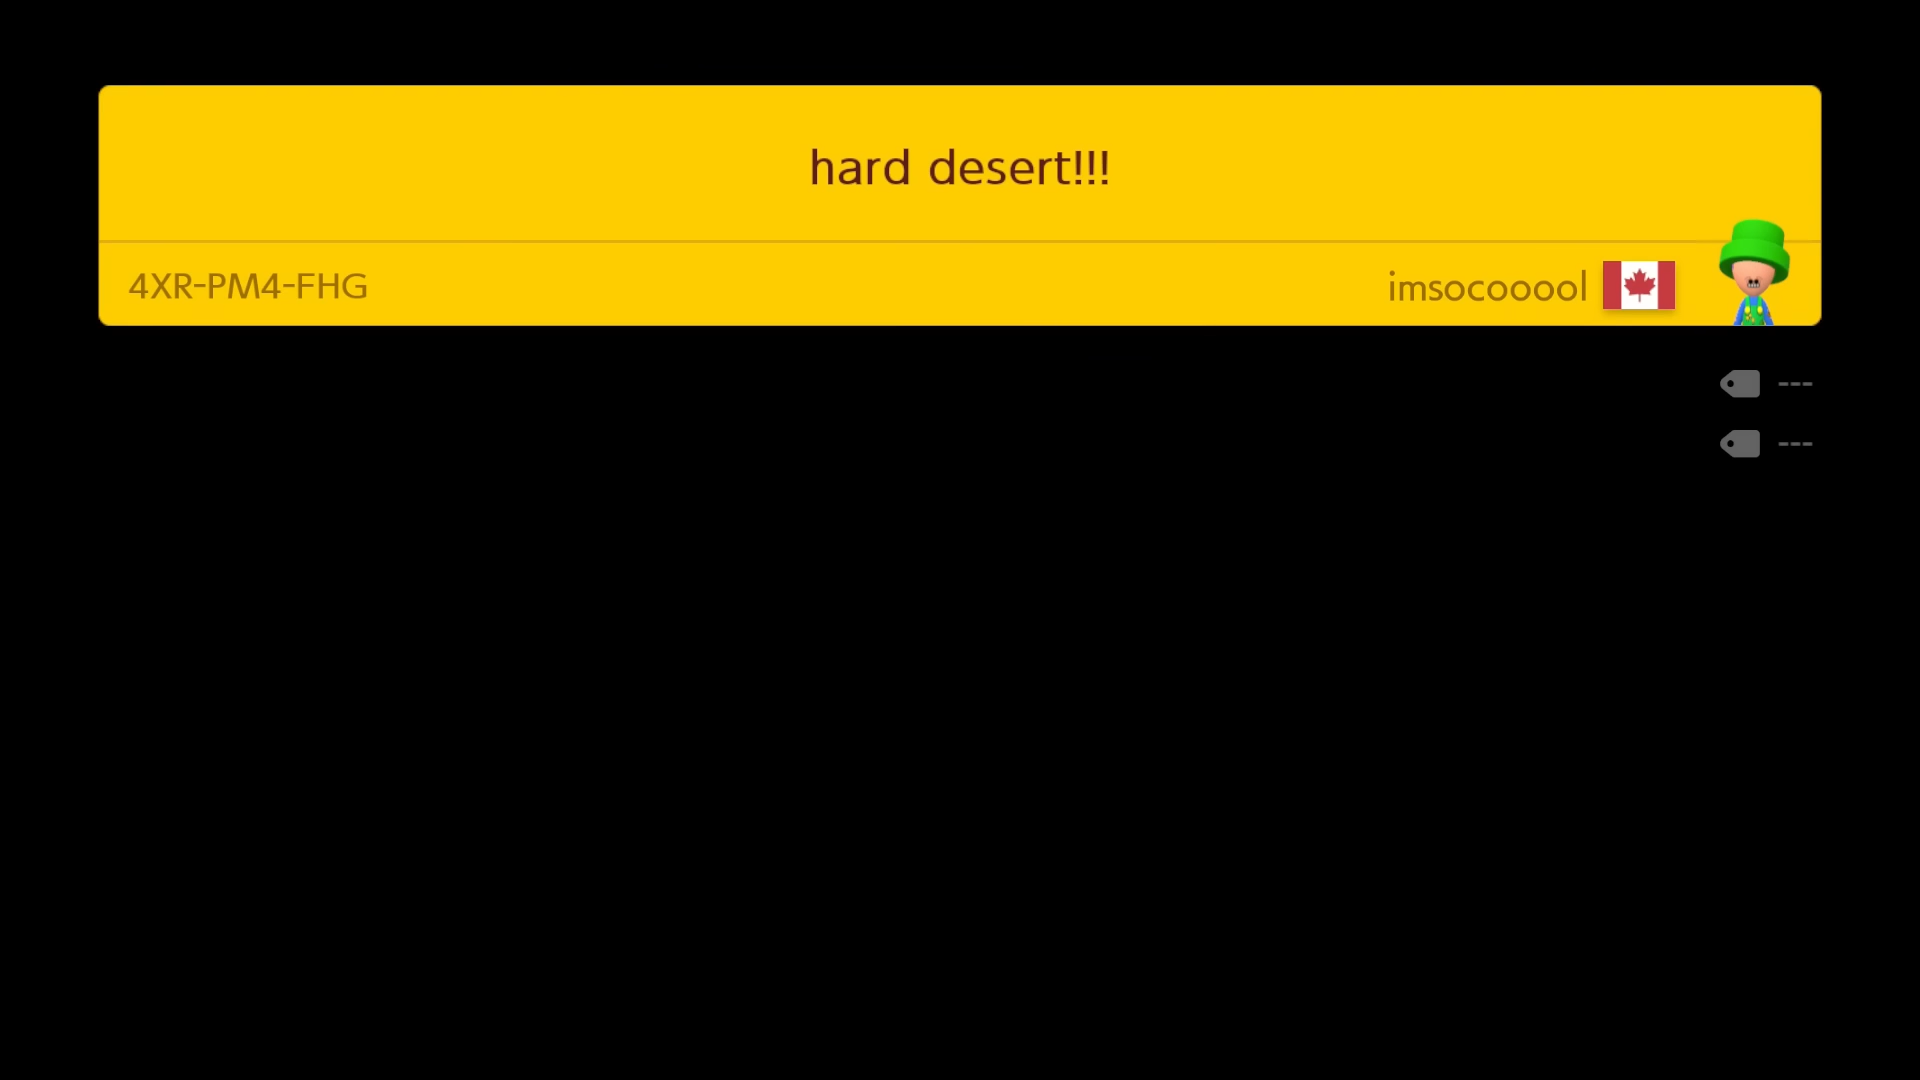 hard desert!!!
4XR-PM4-FHG
imsocooool
---
---